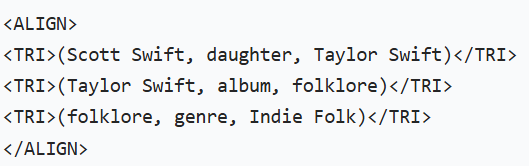 <ALIGN>
<TRI>(Scott Swift, daughter, Taylor Swift)</TRI>
<TRI>(Taylor Swift, album, folklore)</TRI>
<TRI>(folklore, genre, Indie Folk)</TRI>
</ALIGN>